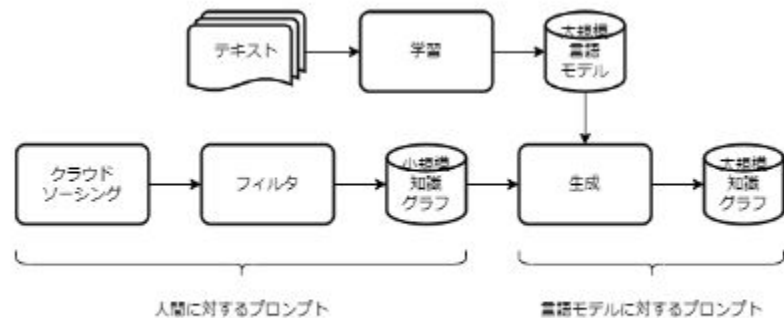 テキスト
学習
大規模
言語
モデル
クラウド
ソーシング
フィルタ
小規模
知識
グラフ
生成
大規模
知識
グラフ
人間に対するプロンプト
言語モデルに対するプロンプト